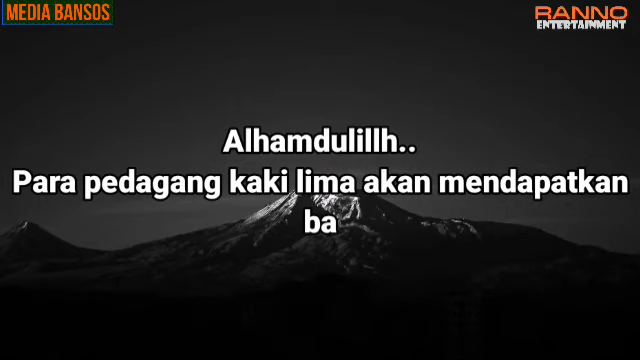 MEDIA BANSOS
RANNO
ENTERTAINMENT
Alhamdulillh..
Para pedagang kaki lima akan mendapatkan
ba